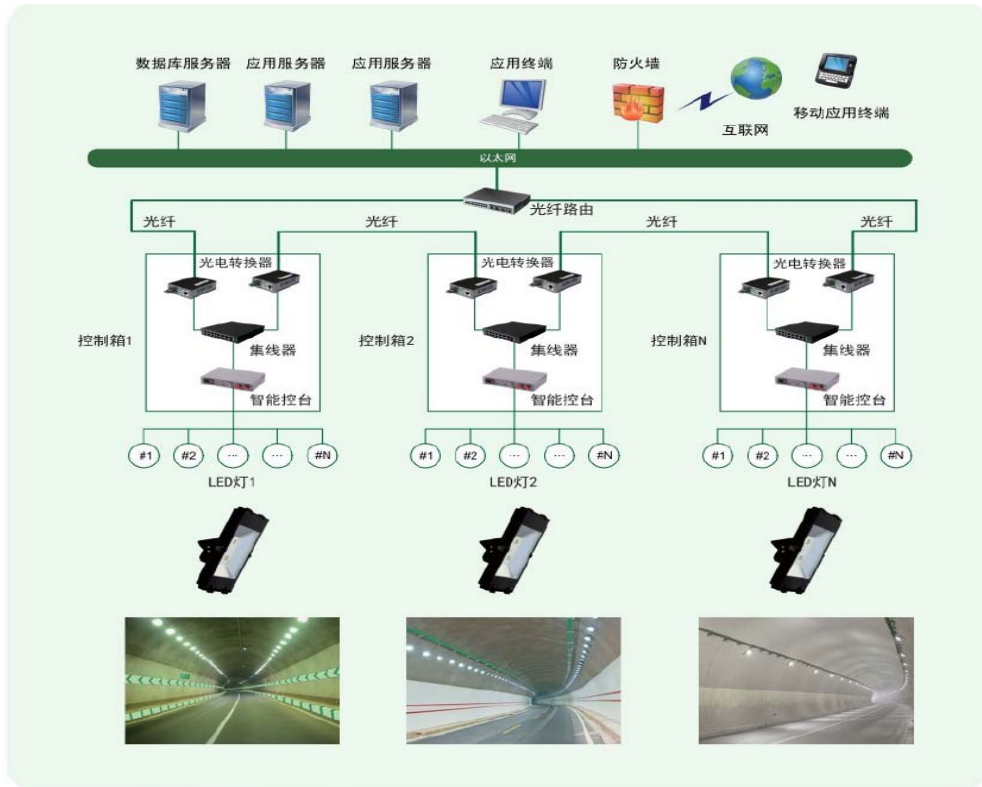 数据库服务器
应用服务器
应用服务器
应用终端
防火墙
互联网
移动应用终端
以太网
光纤路由
光纤
光纤
光纤
光纤
控制箱1
光电转换器
集线器
智能控台
控制箱2
光电转换器
集线器
智能控台
控制箱N
光电转换器
集线器
智能控台
#1 #2 ... ... #N
#1 #2 ... ... #N
#1 #2 ... ... #N
LED灯1
LED灯2
LED灯N